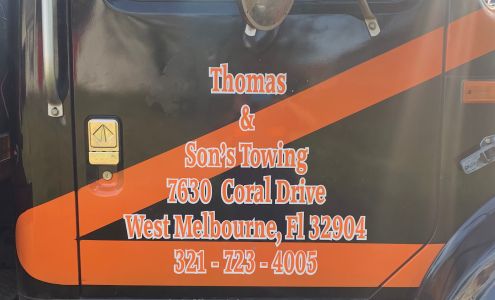 Thomas
&
Son's Towing
7630 Coral Drive
West Melbourne, Fl 32904
321 - 723 - 4005